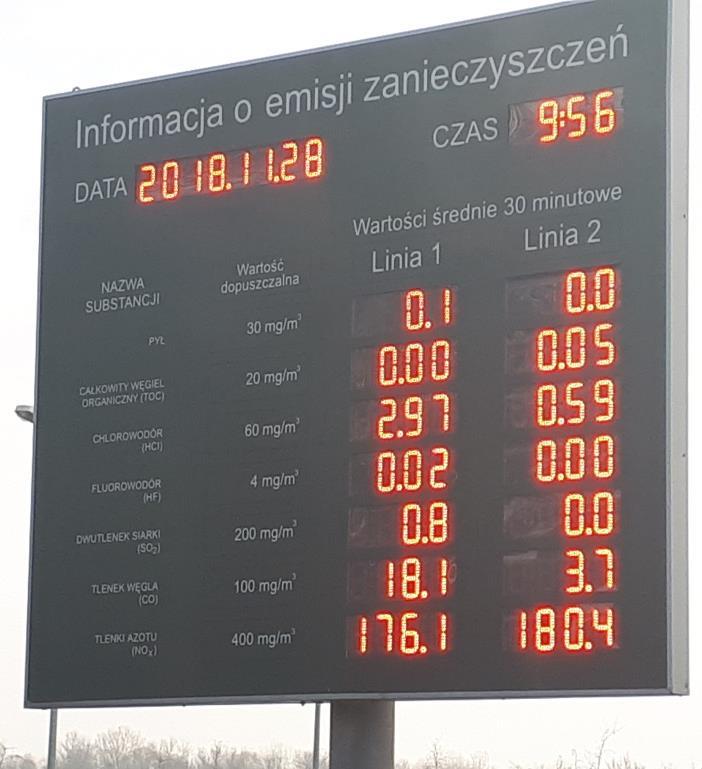 Informacja o emisji zanieczyszczeń
DATA 2018.11.28 CZAS 9:56
Wartości średnie 30 minutowe
NAZWA SUBSTANCJI Wartość dopuszczalna Linia 1 Linia 2
PYŁ 30 mg/m³ 0.1 0.0
CAŁKOWITY WĘGIEL ORGANICZNY (TOC) 20 mg/m³ 0.00 0.05
CHLOROWODÓR (HCl) 60 mg/m³ 2.97 0.59
FLUOROWODÓR (HF) 4 mg/m³ 0.02 0.00
DWUTLENEK SIARKI (SO₂) 200 mg/m³ 0.8 0.0
TLENEK WĘGLA (CO) 100 mg/m³ 18.1 3.7
TLENKI AZOTU (NOₓ) 400 mg/m³ 176.1 180.4